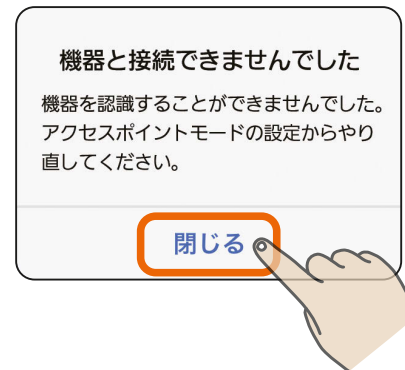 機器と接続できませんでした
機器を認識することができませんでした。
アクセスポイントモードの設定からやり
直してください。
閉じる